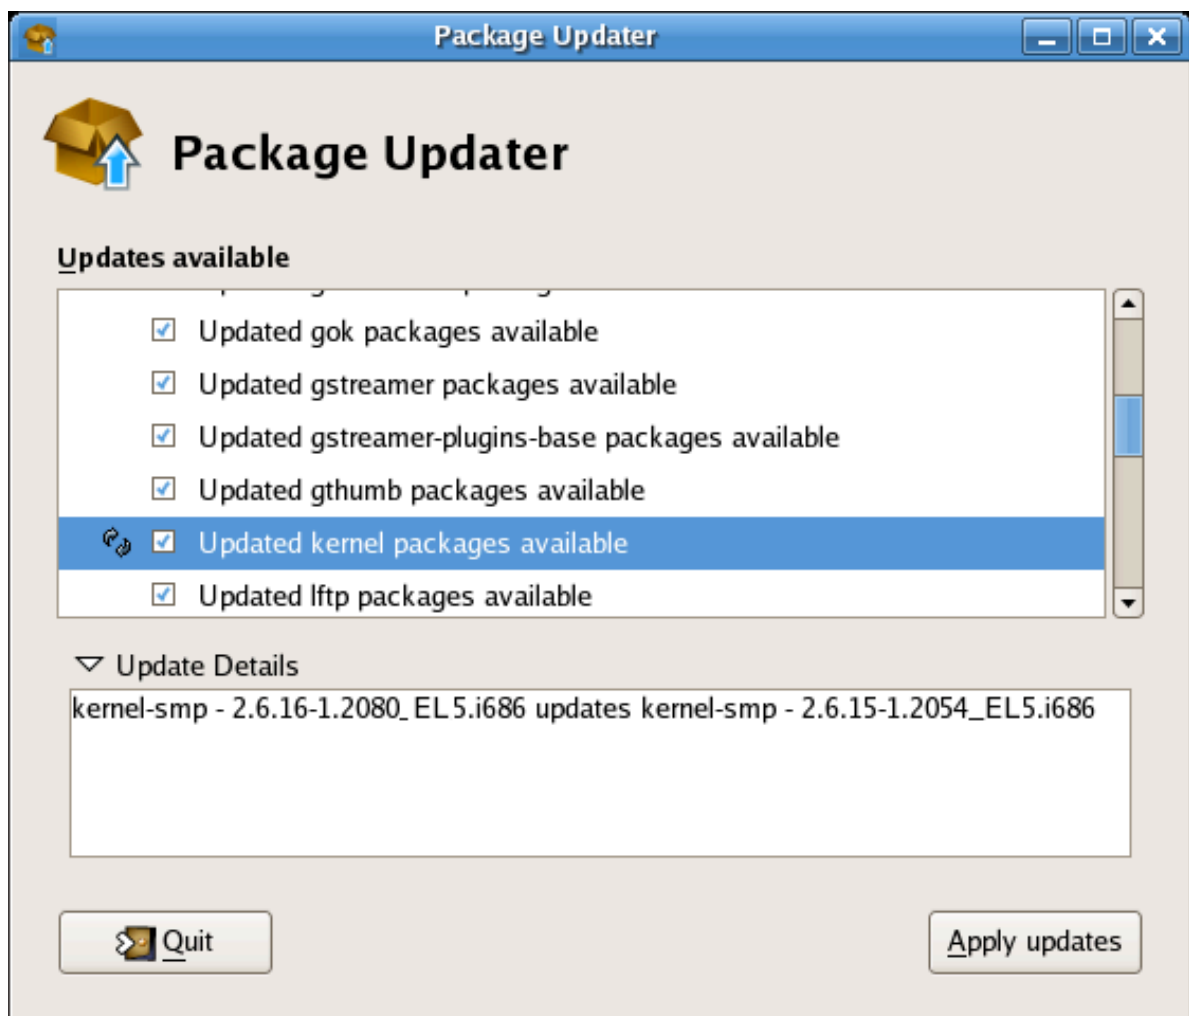 Package Updater
Package Updater
Updates available
Updated gok packages available
Updated gstreamer packages available
Updated gstreamer-plugins-base packages available
Updated gthumb packages available
Updated kernel packages available
Updated lftp packages available
Update Details
kernel-smp - 2.6.16-1.2080_EL5.i686 updates kernel-smp - 2.6.15-1.2054_EL5.i686
Quit
Apply updates